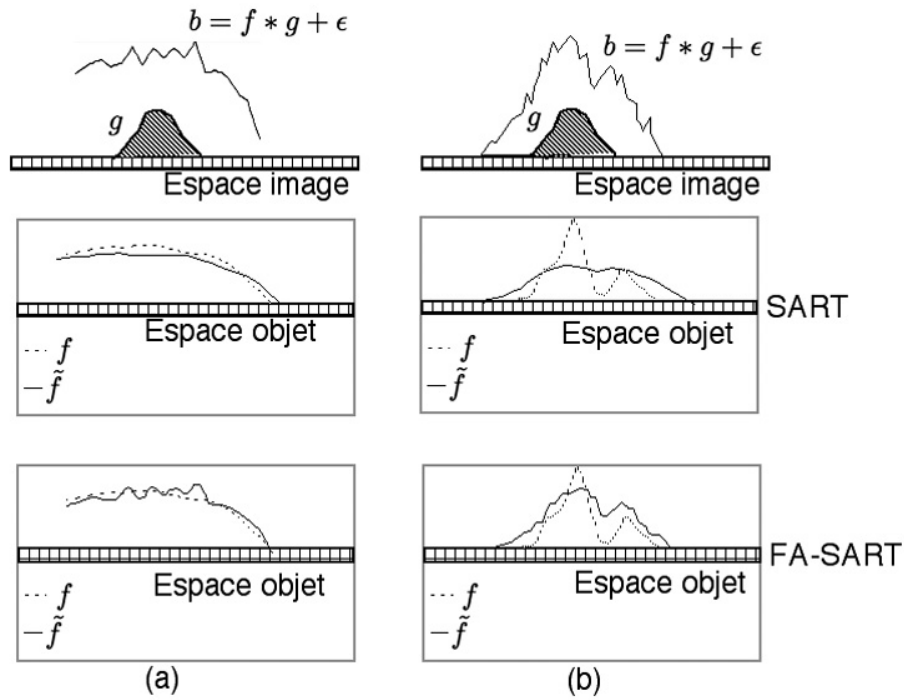 b = f * g + ϵ
g
Espace image
b = f * g + ϵ
g
Espace image
Espace objet
f
f̃
Espace objet
f
f̃
SART
Espace objet
f
f̃
Espace objet
f
f̃
FA-SART
(a)
(b)